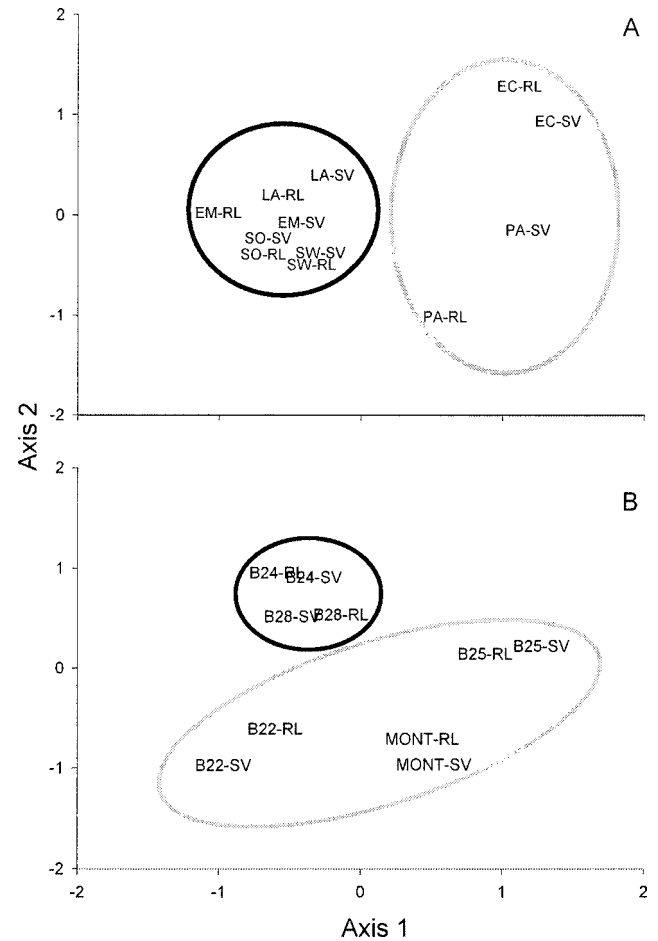 2
A
EC-RL
1
EC-SV
LA-SV
LA-RL
0
EM-RL
EM-SV
PA-SV
SO-SV
SO-RL
SW-SV
SW-RL
-1
PA-RL
-2
Axis 2
2
B
1
B24-RL
B24-SV
B28-SV
B28-RL
B25-SV
B25-RL
0
B22-RL
MONT-RL
B22-SV
MONT-SV
-1
-2
-2 -1 0 1 2
Axis 1